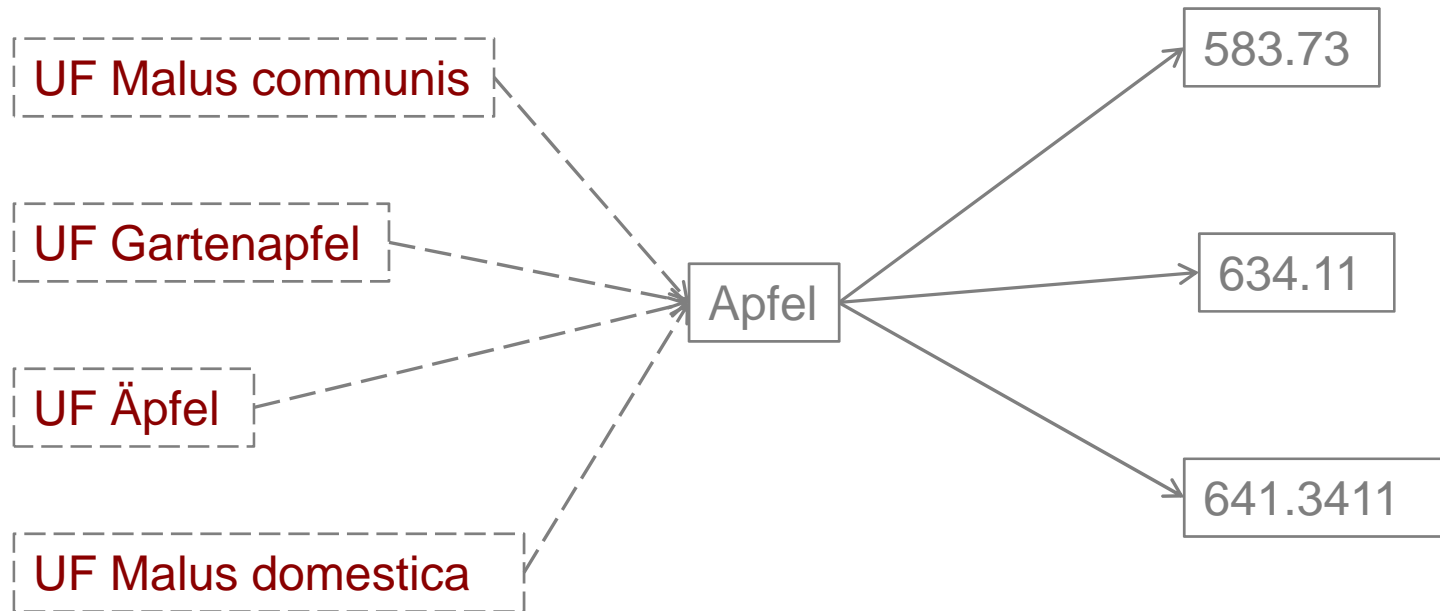 UF Malus communis
UF Gartenapfel
UF Äpfel
UF Malus domestica
Apfel
583.73
634.11
641.3411